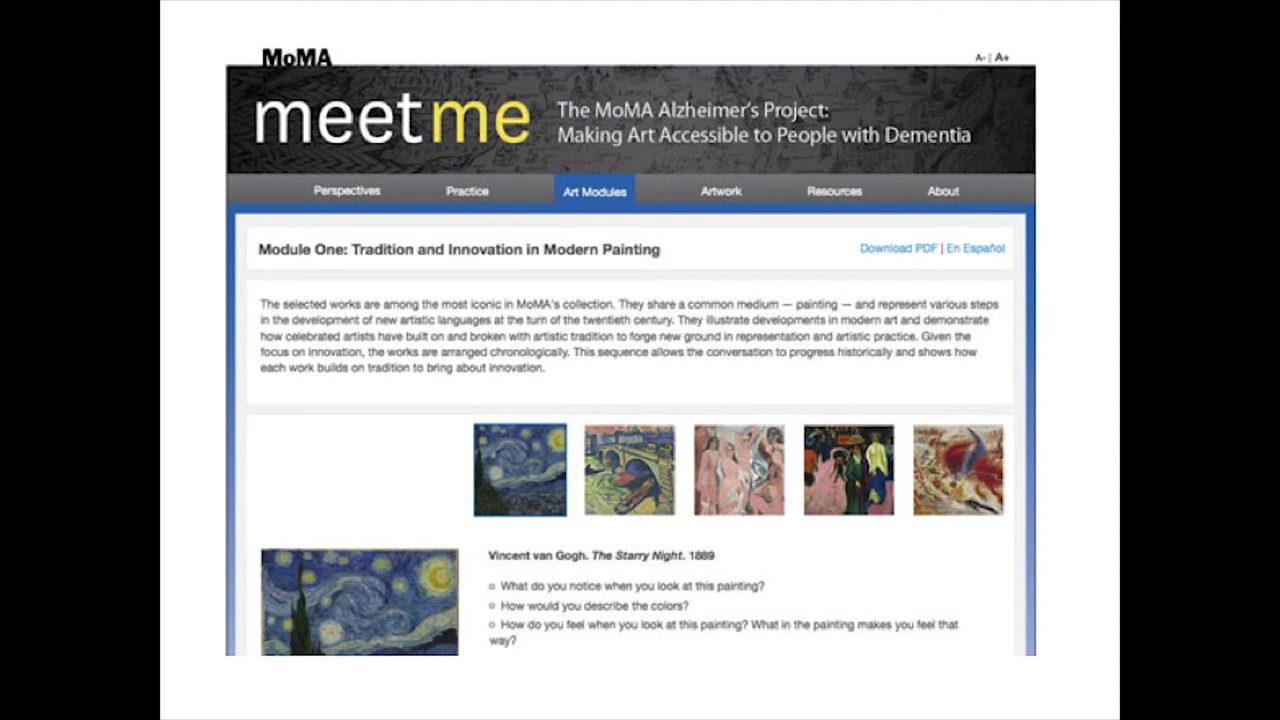 MoMA
A- | A+
meetme
The MoMA Alzheimer's Project:
Making Art Accessible to People with Dementia
Perspectives
Practice
Art Modules
Artwork
Resources
About
Module One: Tradition and Innovation in Modern Painting
Download PDF | En Español
The selected works are among the most iconic in MoMA's collection. They share a common medium — painting — and represent various steps
in the development of new artistic languages at the turn of the twentieth century. They illustrate developments in modern art and demonstrate
how celebrated artists have built on and broken with artistic tradition to forge new ground in representation and artistic practice. Given the
focus on innovation, the works are arranged chronologically. This sequence allows the conversation to progress historically and shows how
each work builds on tradition to bring about innovation.
Vincent van Gogh. The Starry Night. 1889
What do you notice when you look at this painting?
How would you describe the colors?
How do you feel when you look at this painting? What in the painting makes you feel that
way?